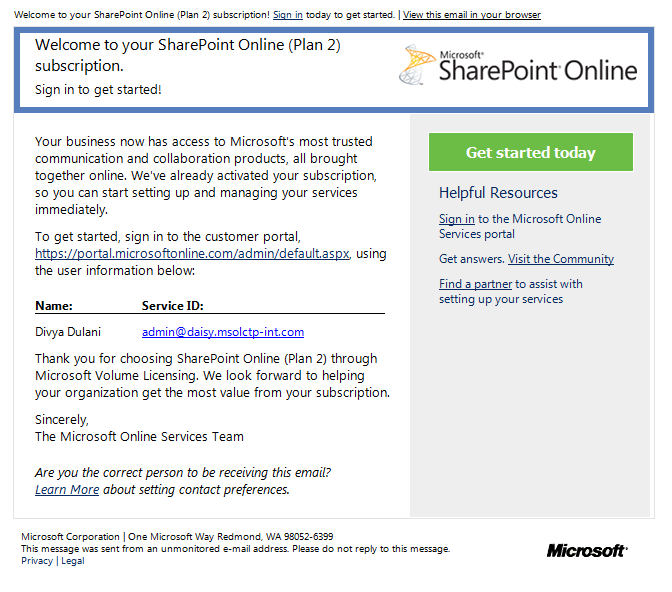 Welcome to your SharePoint Online (Plan 2) subscription! Sign in today to get started. | View this email in your browser
Welcome to your SharePoint Online (Plan 2)
subscription.
Sign in to get started!
Microsoft®
SharePoint® Online
Your business now has access to Microsoft's most trusted
communication and collaboration products, all brought
together online. We've already activated your subscription,
so you can start setting up and managing your services
immediately.
To get started, sign in to the customer portal,
https://portal.microsoftonline.com/admin/default.aspx, using
the user information below:
Name: Service ID:
Divya Dulani admin@daisy.msolctp-int.com
Thank you for choosing SharePoint Online (Plan 2) through
Microsoft Volume Licensing. We look forward to helping
your organization get the most value from your subscription.
Sincerely,
The Microsoft Online Services Team
Are you the correct person to be receiving this email?
Learn More about setting contact preferences.
Get started today
Helpful Resources
Sign in to the Microsoft Online
Services portal
Get answers. Visit the Community
Find a partner to assist with
setting up your services
Microsoft Corporation | One Microsoft Way Redmond, WA 98052-6399
This message was sent from an unmonitored e-mail address. Please do not reply to this message.
Privacy | Legal
Microsoft®